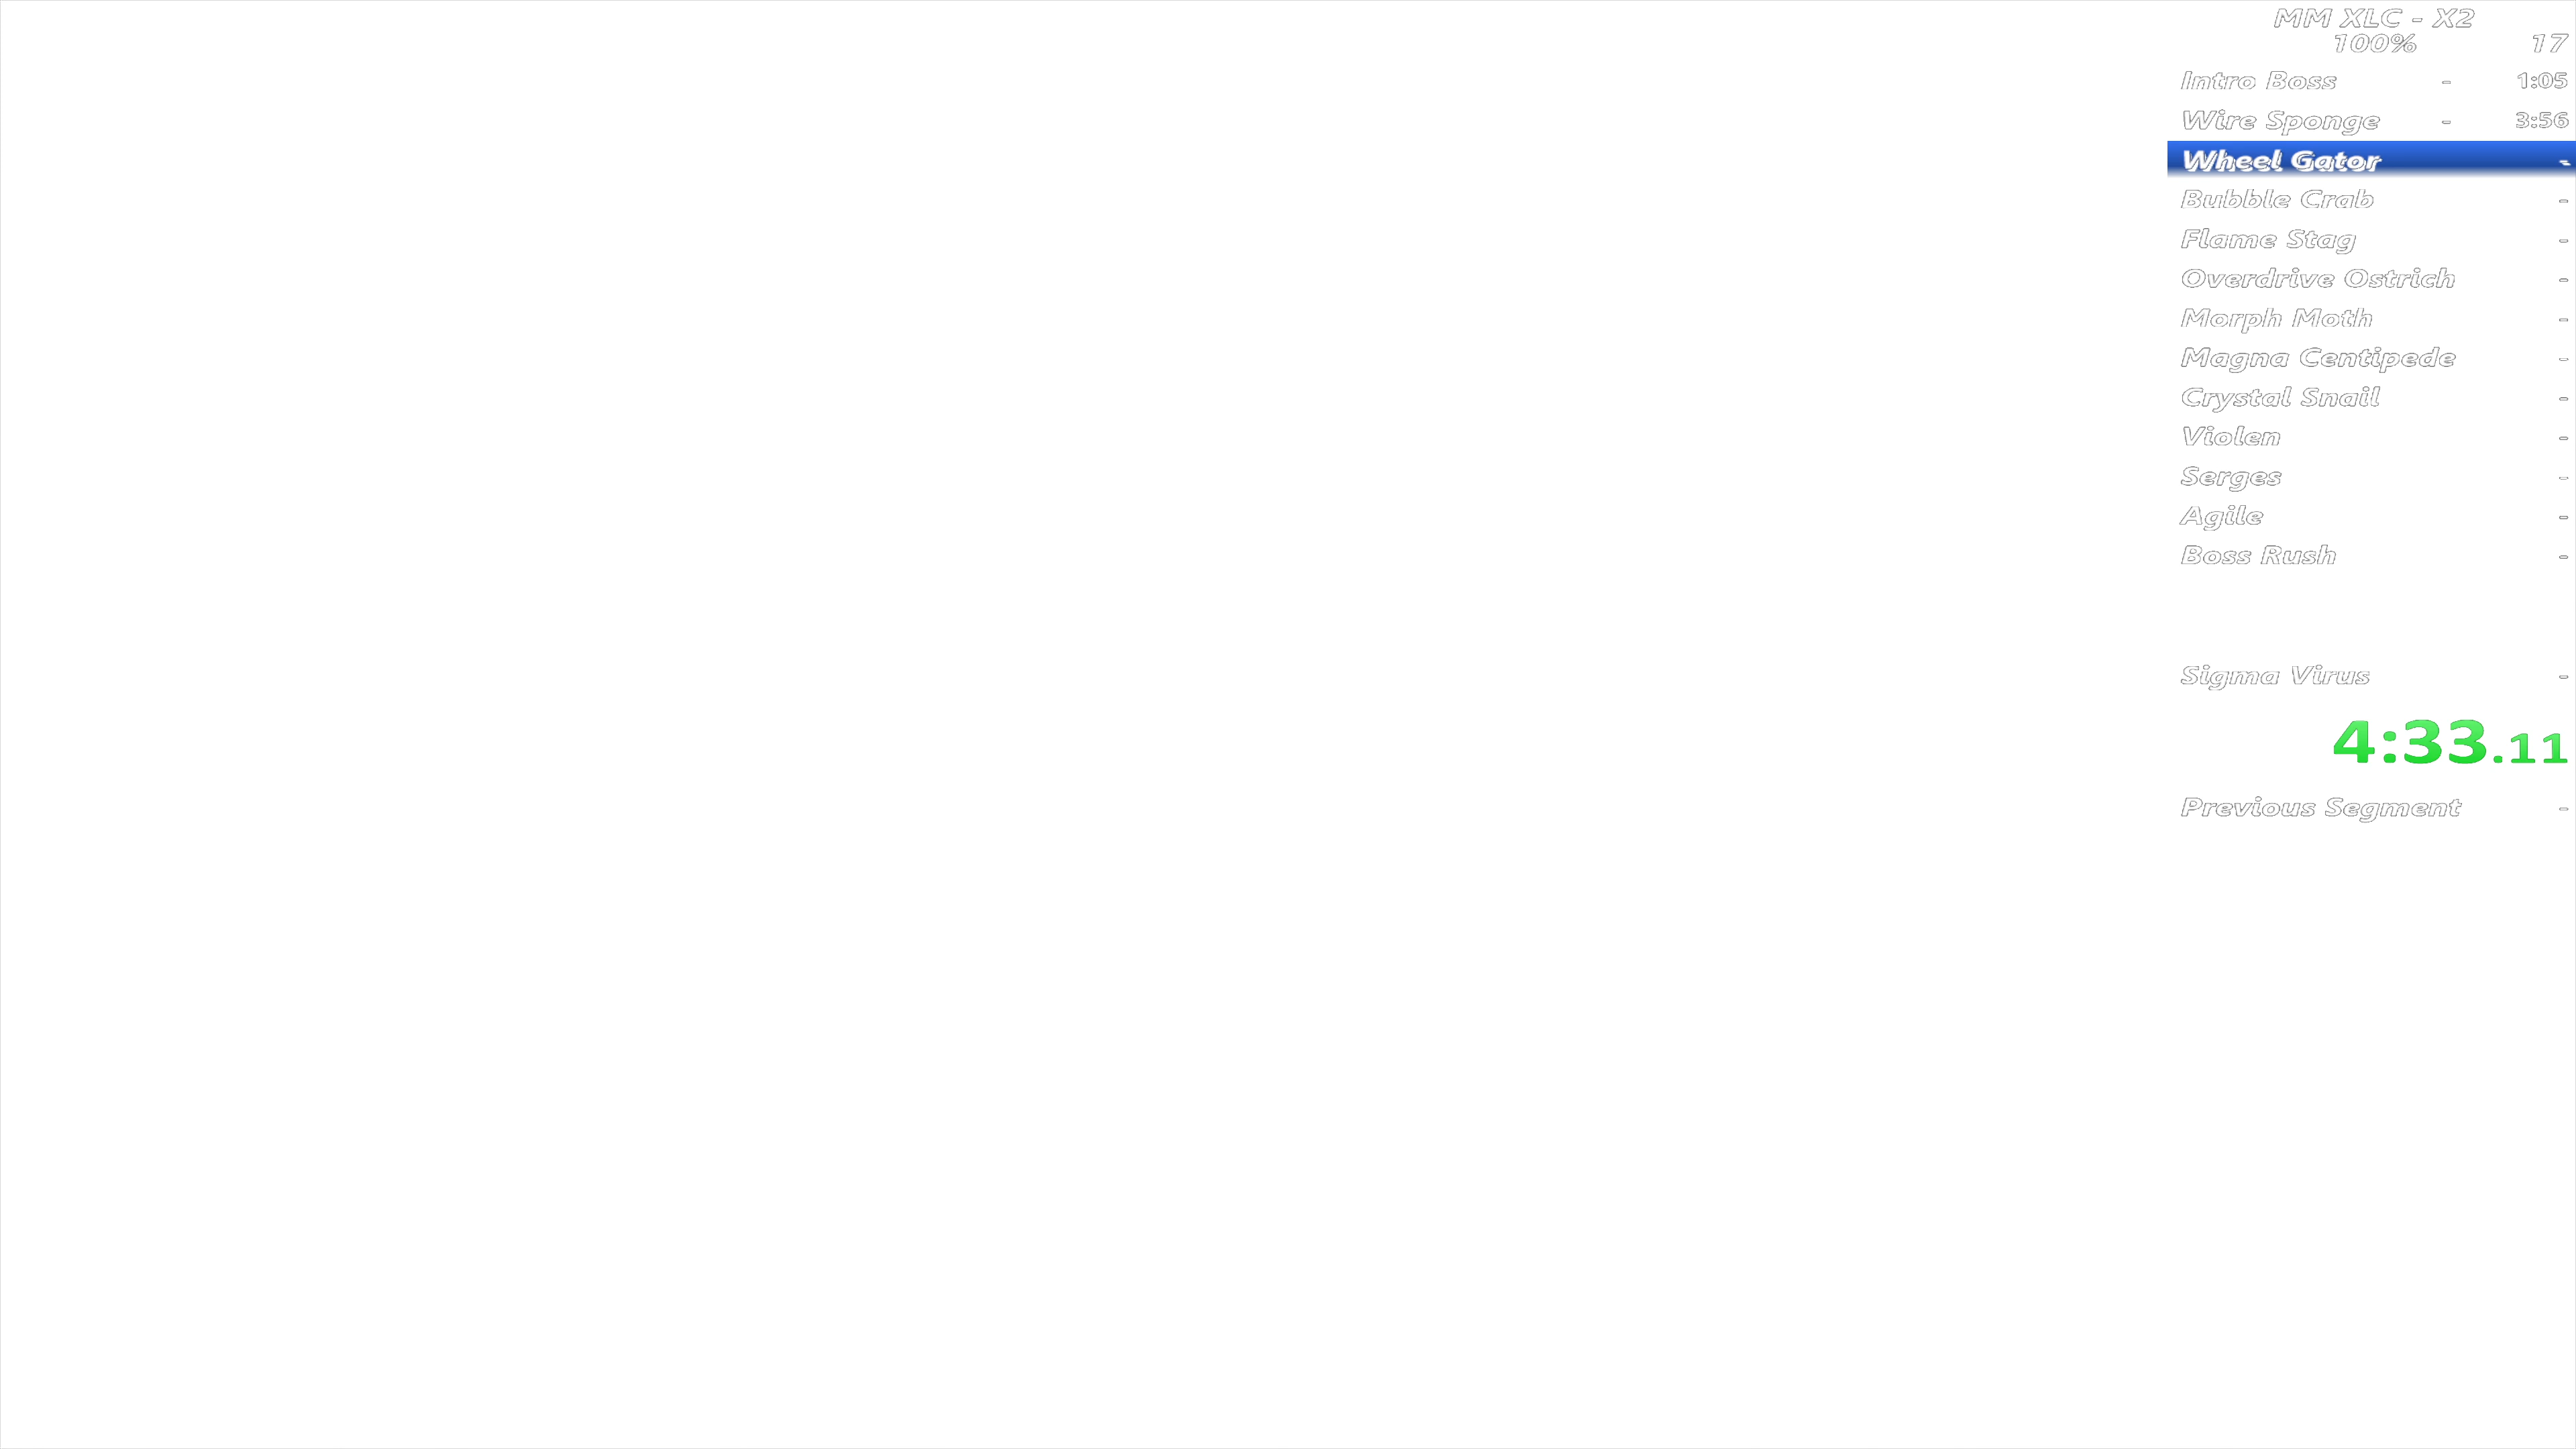 MM XLC - X2
100% 17
Intro Boss - 1:05
Wire Sponge - 3:56
Wheel Gator -
Bubble Crab -
Flame Stag -
Overdrive Ostrich -
Morph Moth -
Magna Centipede -
Crystal Snail -
Violen -
Serges -
Agile -
Boss Rush -
Sigma Virus -
4:33.11
Previous Segment -